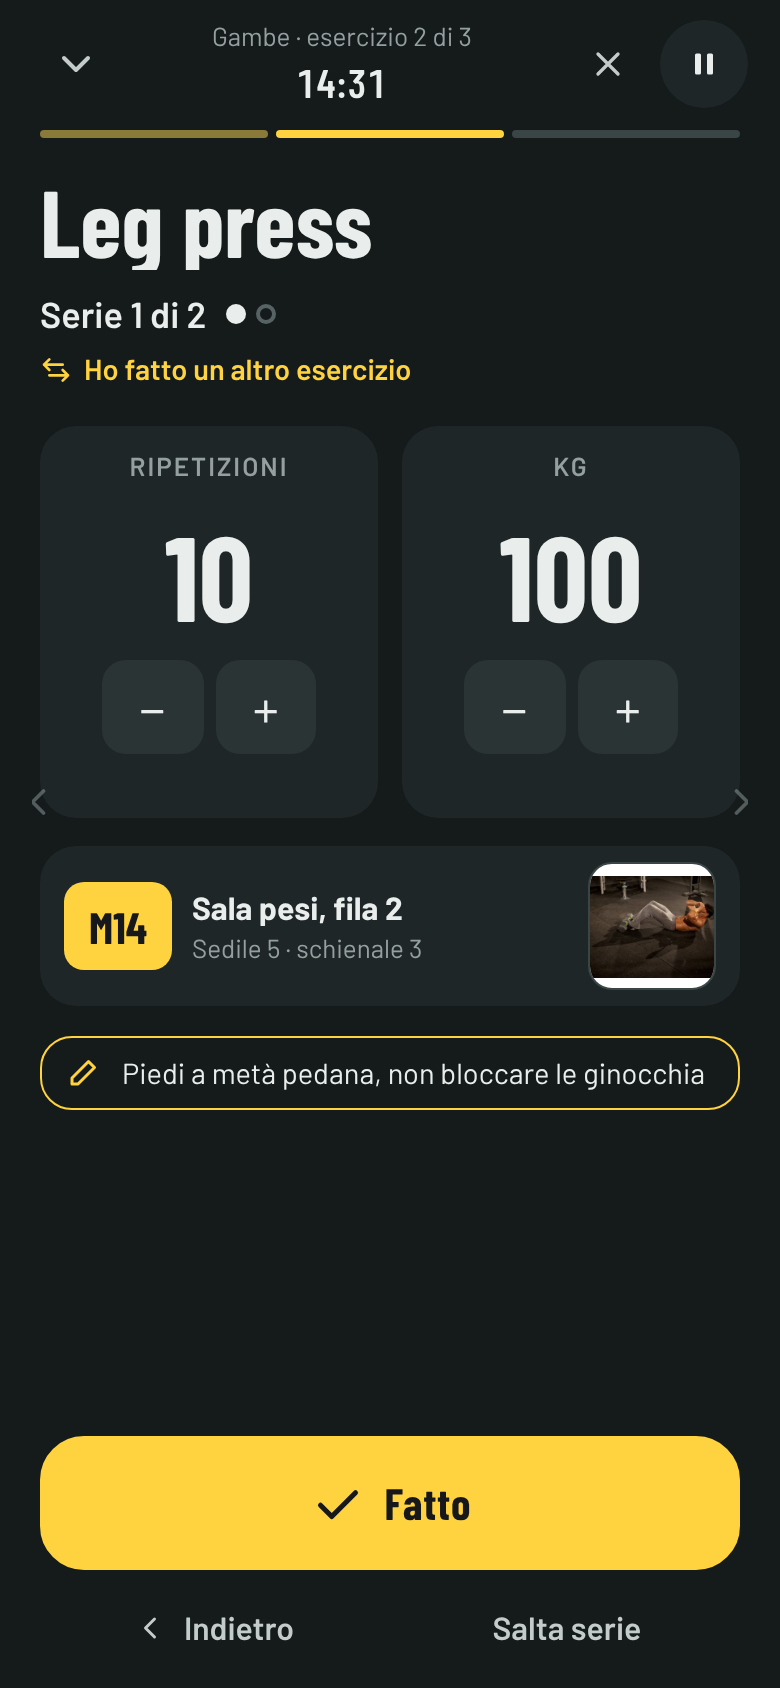 Gambe · esercizio 2 di 3
14:31
Leg press
Serie 1 di 2
Ho fatto un altro esercizio
RIPETIZIONI
KG
10
100
− +
− +
M14
Sala pesi, fila 2
Sedile 5 · schienale 3
Piedi a metà pedana, non bloccare le ginocchia
Fatto
Indietro
Salta serie